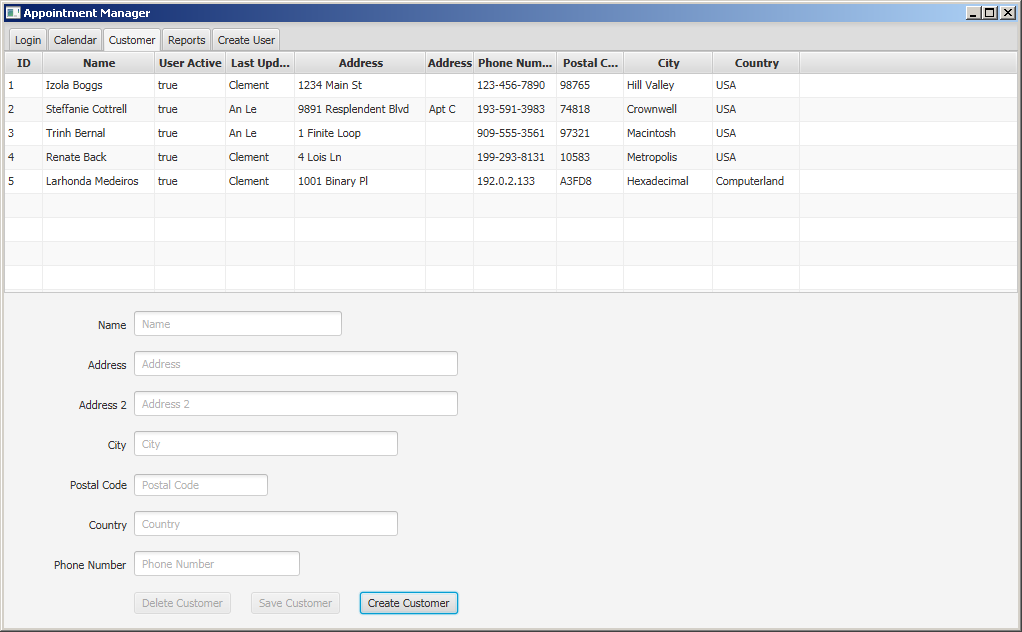 Appointment Manager
Login Calendar Customer Reports Create User
ID Name User Active Last Upd... Address Address Phone Num... Postal C... City Country
1 Izola Boggs true Clement 1234 Main St 123-456-7890 98765 Hill Valley USA
2 Steffanie Cottrell true An Le 9891 Resplendent Blvd Apt C 193-591-3983 74818 Crownwell USA
3 Trinh Bernal true An Le 1 Finite Loop 909-555-3561 97321 Macintosh USA
4 Renate Back true Clement 4 Lois Ln 199-293-8131 10583 Metropolis USA
5 Larhonda Medeiros true Clement 1001 Binary Pl 192.0.2.133 A3FD8 Hexadecimal Computerland
Name Name
Address Address
Address 2 Address 2
City City
Postal Code Postal Code
Country Country
Phone Number Phone Number
Delete Customer Save Customer Create Customer